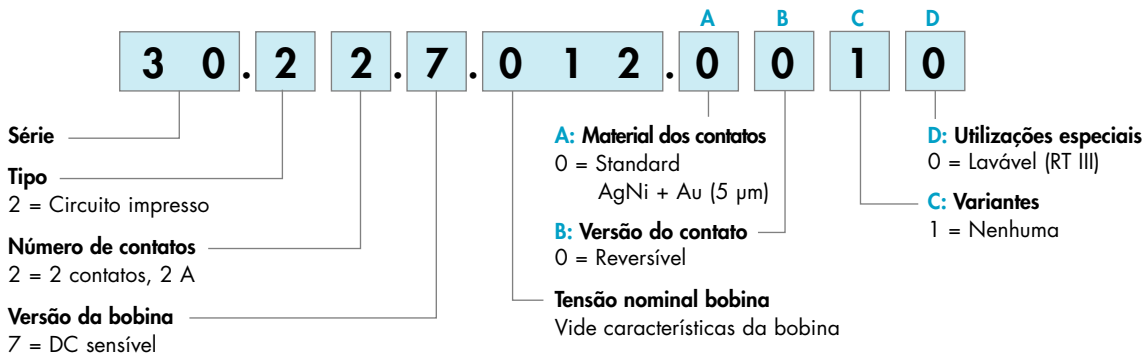 A B C D
3 0 . 2 2 . 7 . 0 1 2 . 0 0 1 0
Série
Tipo
2 = Circuito impresso
Número de contatos
2 = 2 contatos, 2 A
Versão da bobina
7 = DC sensível
A: Material dos contatos
0 = Standard
AgNi + Au (5 µm)
B: Versão do contato
0 = Reversível
Tensão nominal bobina
Vide características da bobina
D: Utilizações especiais
0 = Lavável (RT III)
C: Variantes
1 = Nenhuma